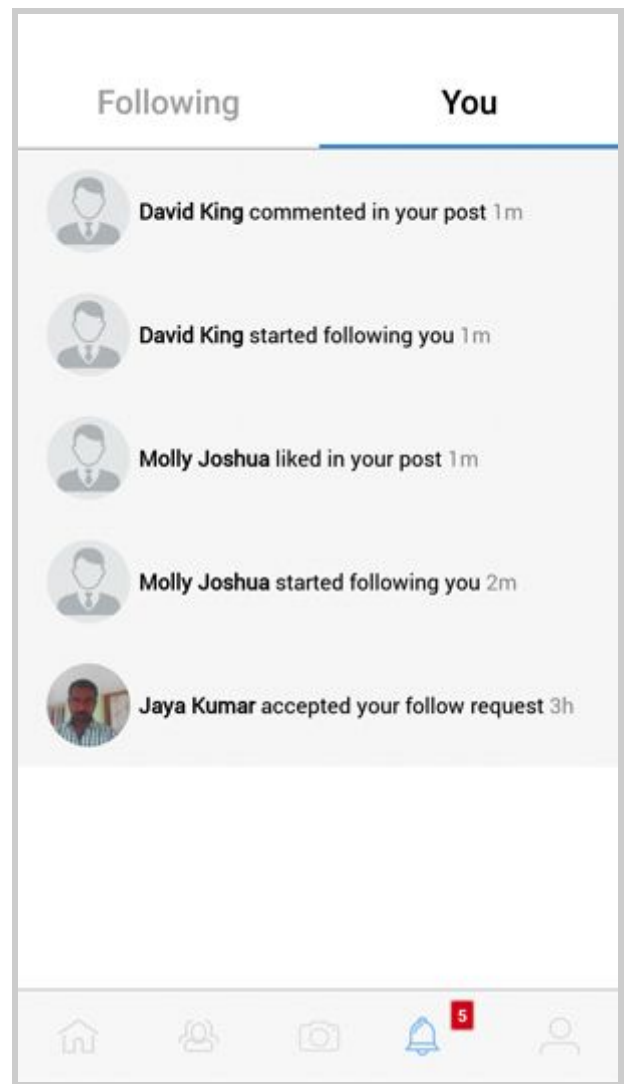 Following You
David King commented in your post 1m
David King started following you 1m
Molly Joshua liked in your post 1m
Molly Joshua started following you 2m
Jaya Kumar accepted your follow request 3h
5